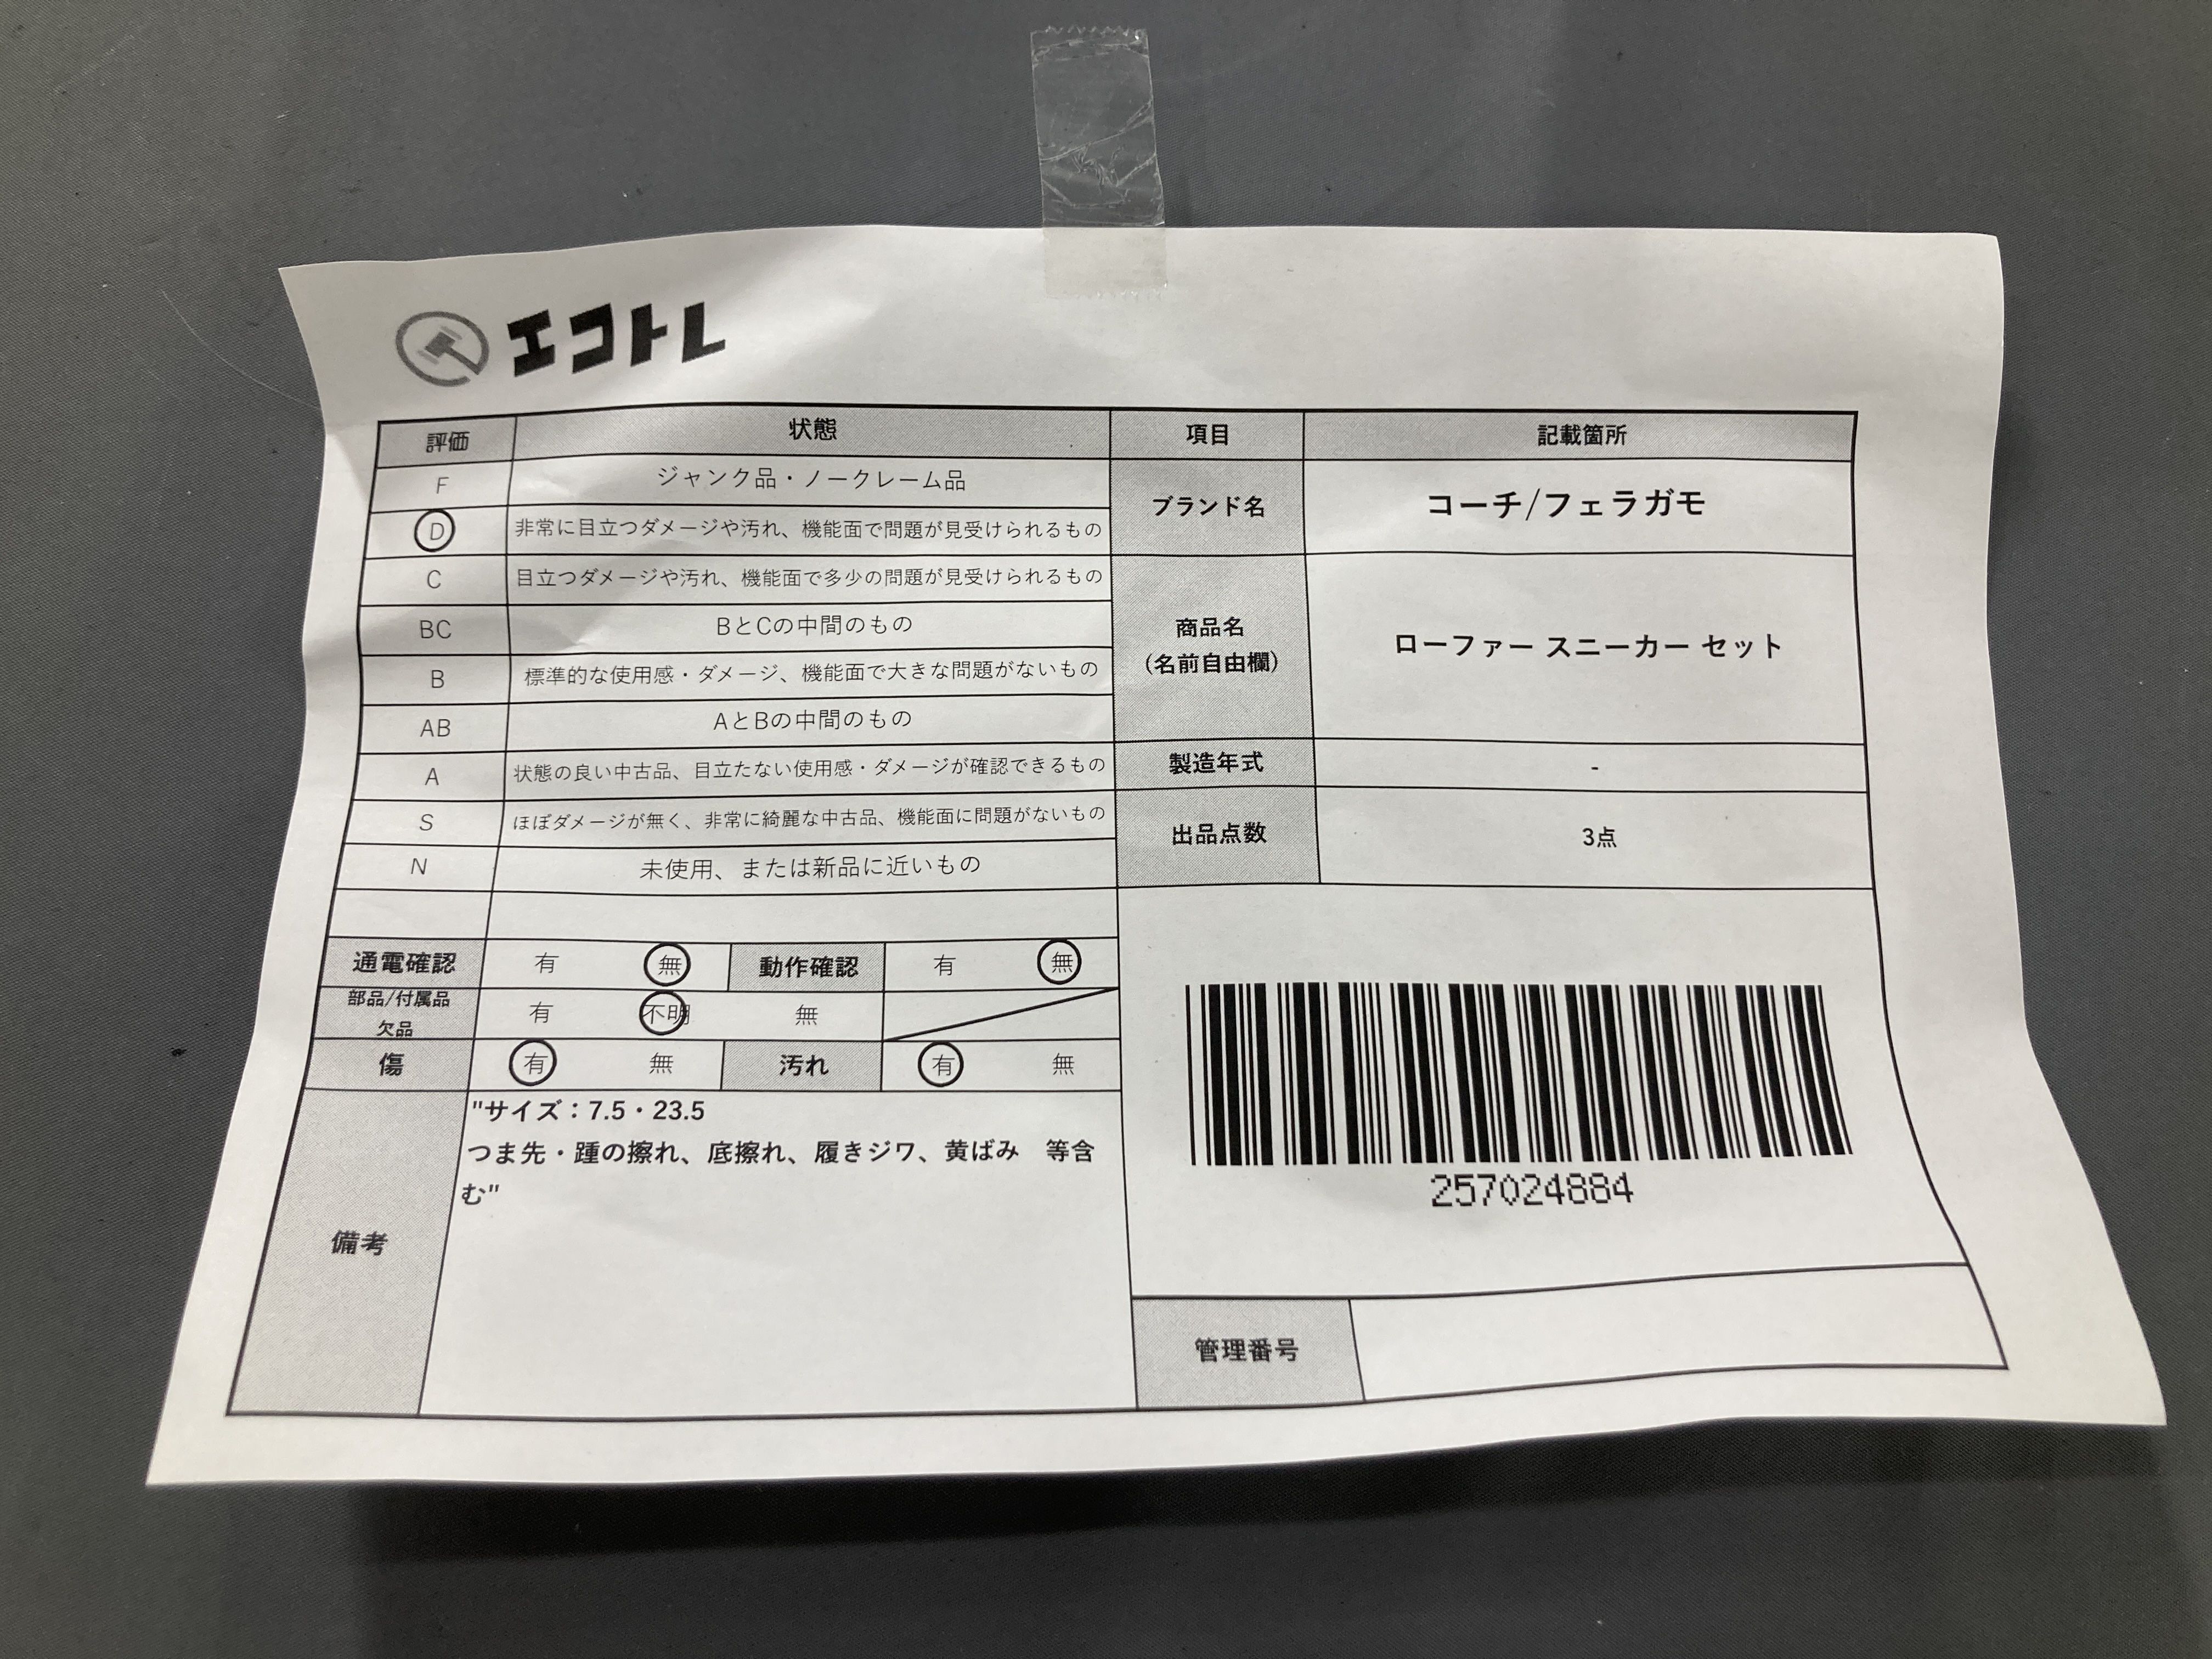 エコトレ
評価 状態 項目 記載箇所
F ジャンク品・ノークレーム品
D 非常に目立つダメージや汚れ、機能面で問題が見受けられるもの
ブランド名 コーチ/フェラガモ
C 目立つダメージや汚れ、機能面で多少の問題が見受けられるもの
BC BとCの中間のもの
B 標準的な使用感・ダメージ、機能面で大きな問題がないもの
AB AとBの中間のもの
商品名
(名前自由欄)
ローファー スニーカー セット
A 状態の良い中古品、目立たない使用感・ダメージが確認できるもの
製造年式 -
S ほぼダメージが無く、非常に綺麗な中古品、機能面に問題がないもの
N 未使用、または新品に近いもの
出品点数 3点
通電確認 有 無 動作確認 有 無
部品/付属品
欠品
有 不明 無
傷 有 無 汚れ 有 無
備考
"サイズ：7.5・23.5
つま先・踵の擦れ、底擦れ、履きジワ、黄ばみ　等含
む"
257024884
管理番号